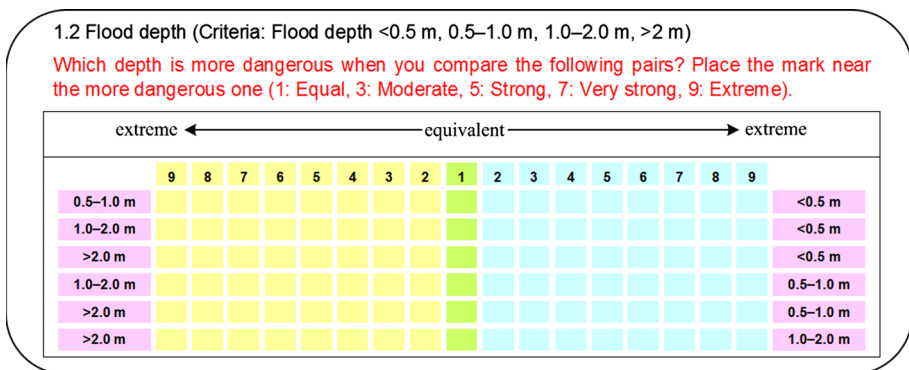 1.2 Flood depth (Criteria: Flood depth <0.5 m, 0.5–1.0 m, 1.0–2.0 m, >2 m)
Which depth is more dangerous when you compare the following pairs? Place the mark near
the more dangerous one (1: Equal, 3: Moderate, 5: Strong, 7: Very strong, 9: Extreme).
extreme equivalent extreme
9 8 7 6 5 4 3 2 1 2 3 4 5 6 7 8 9
0.5–1.0 m <0.5 m
1.0–2.0 m <0.5 m
>2.0 m <0.5 m
1.0–2.0 m 0.5–1.0 m
>2.0 m 0.5–1.0 m
>2.0 m 1.0–2.0 m